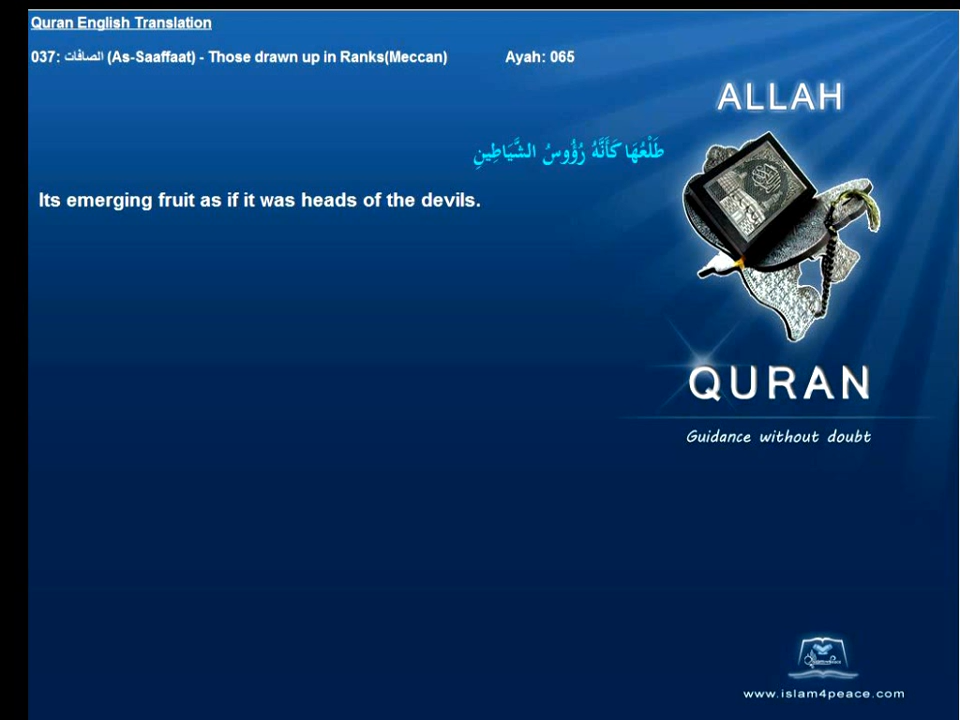 Quran English Translation
037: الصافات (As-Saaffaat) - Those drawn up in Ranks(Meccan) Ayah: 065
ALLAH
طَلْعُهَا كَأَنَّهُ رُؤُوسُ الشَّيَاطِينِ
Its emerging fruit as if it was heads of the devils.
QURAN
Guidance without doubt
www.islam4peace.com